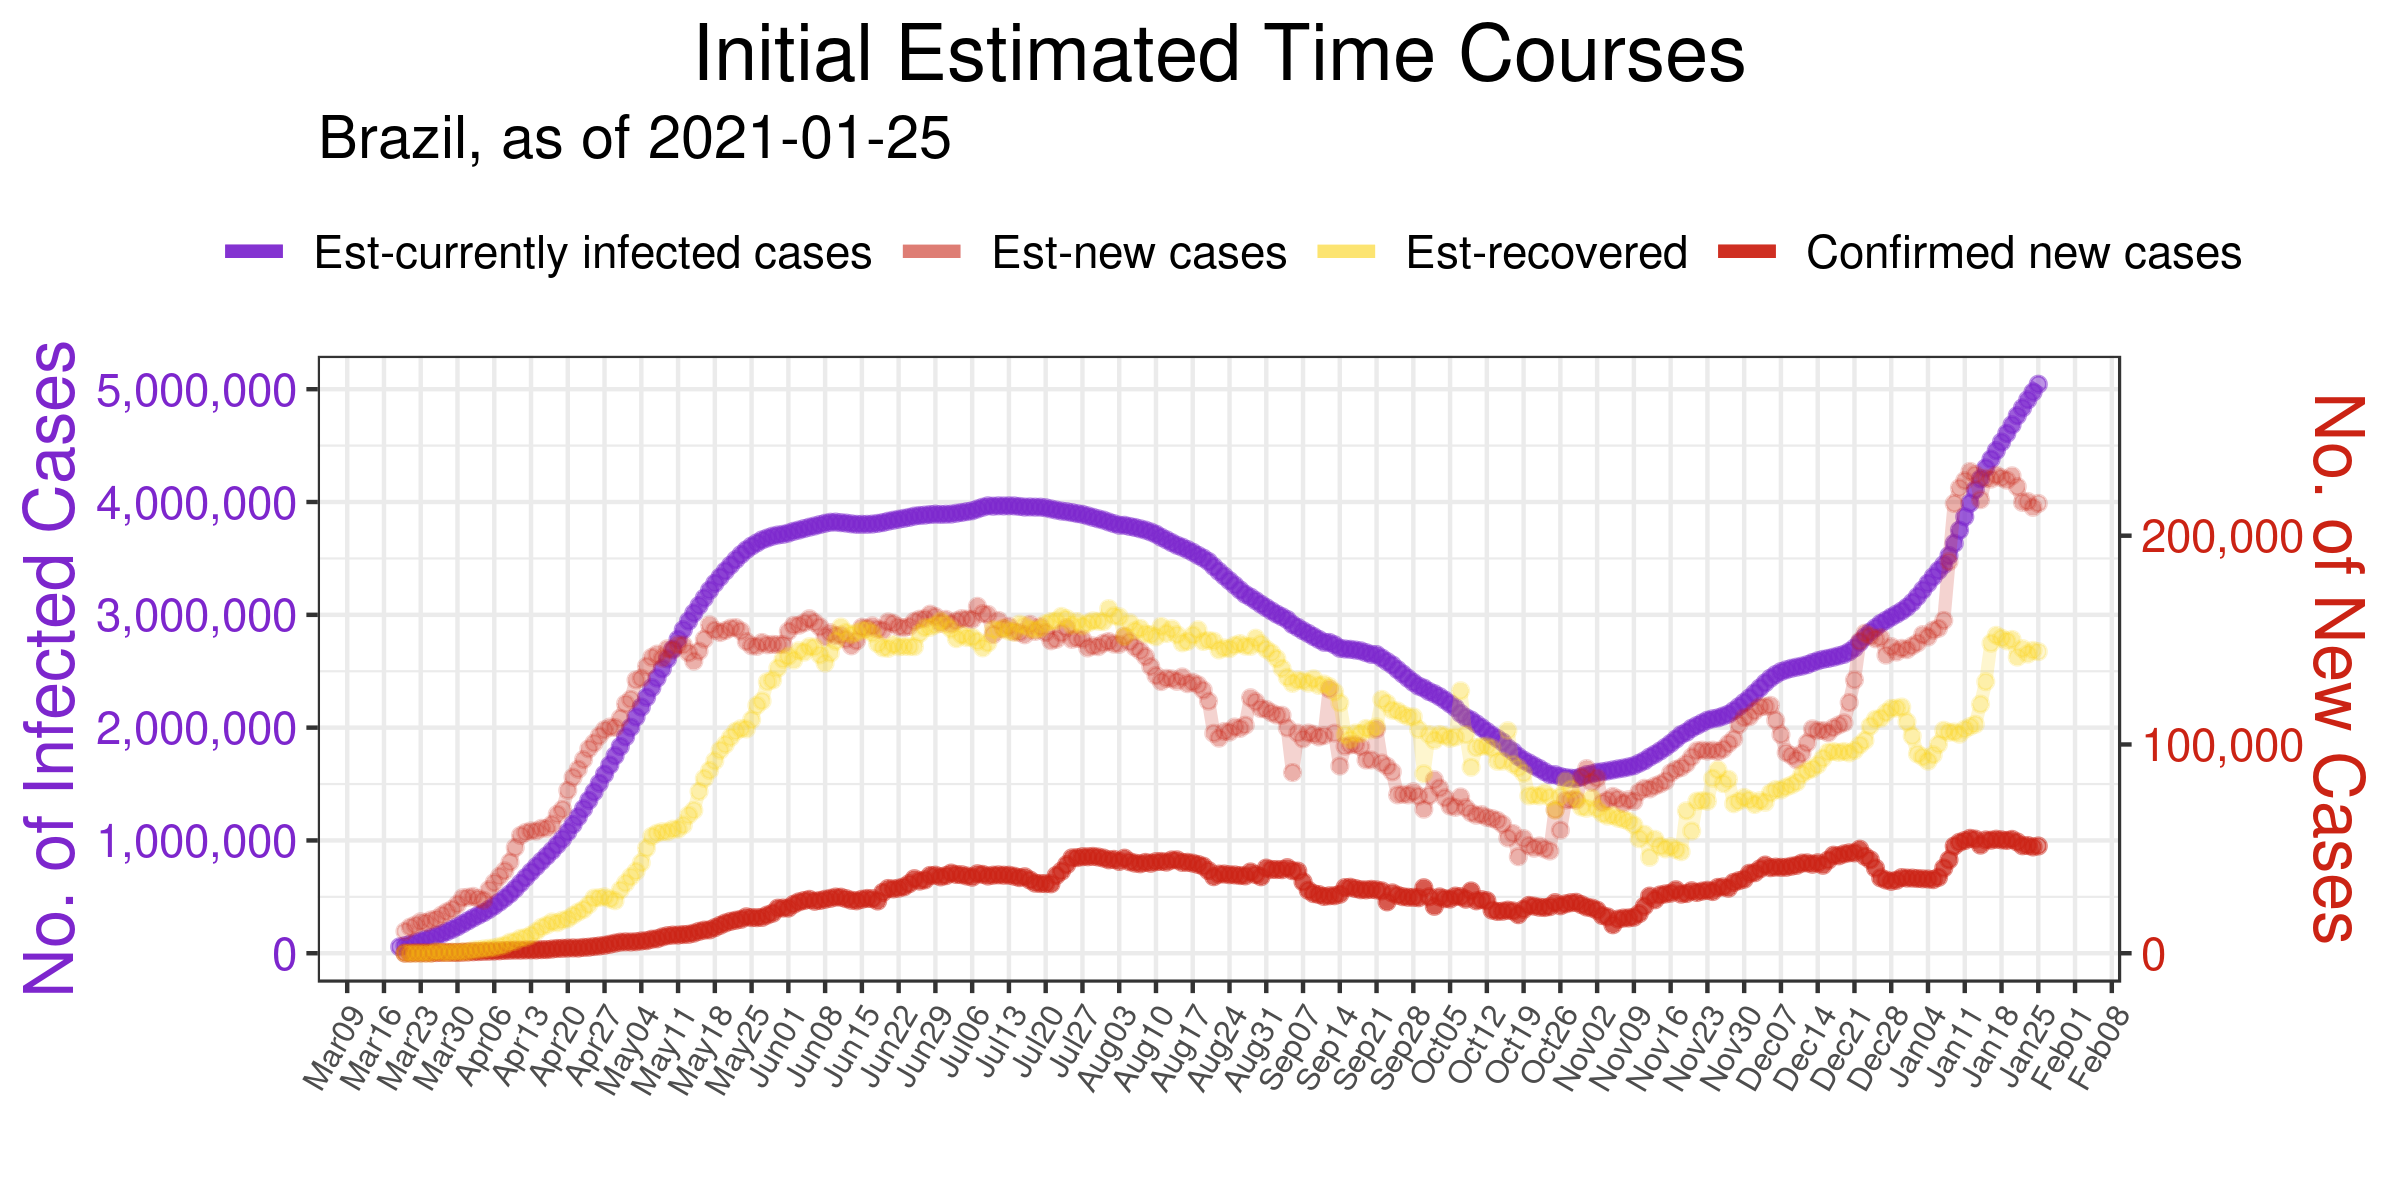 Initial Estimated Time Courses
Brazil, as of 2021-01-25
Est-currently infected cases Est-new cases Est-recovered Confirmed new cases
No. of Infected Cases
5,000,000
4,000,000
3,000,000
2,000,000
1,000,000
0
200,000
100,000
0
No. of New Cases
Mar09 Mar16 Mar23 Mar30 Apr06 Apr13 Apr20 Apr27 May04 May11 May18 May25 Jun01 Jun08 Jun15 Jun22 Jun29 Jul06 Jul13 Jul20 Jul27 Aug03 Aug10 Aug17 Aug24 Aug31 Sep07 Sep14 Sep21 Sep28 Oct05 Oct12 Oct19 Oct26 Nov02 Nov09 Nov16 Nov23 Nov30 Dec07 Dec14 Dec21 Dec28 Jan04 Jan11 Jan18 Jan25 Feb01 Feb08